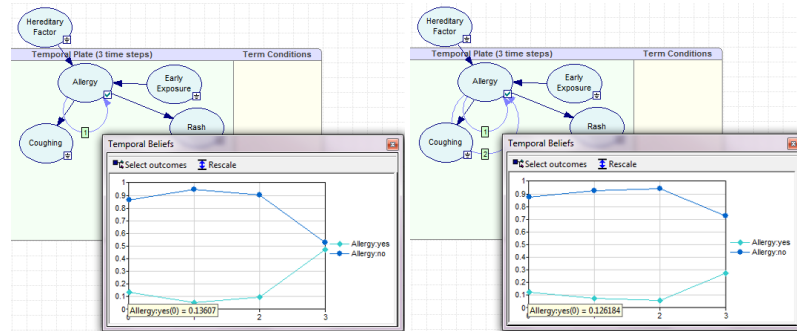 Hereditary
Factor
Temporal Plate (3 time steps)
Term Conditions
Allergy
Early
Exposure
Coughing
Rash
1
Temporal Beliefs
Select outcomes
Rescale
1
0.9
0.8
0.7
0.6
0.5
0.4
0.3
0.2
0.1
Allergy:yes
Allergy:no
Allergy:yes(0) = 0.13607
1
2
3
Hereditary
Factor
Temporal Plate (3 time steps)
Term Conditions
Allergy
Early
Exposure
Coughing
Rash
1
2
Temporal Beliefs
Select outcomes
Rescale
1
0.9
0.8
0.7
0.6
0.5
0.4
0.3
0.2
0.1
Allergy:yes
Allergy:no
Allergy:yes(0) = 0.126184
1
2
3